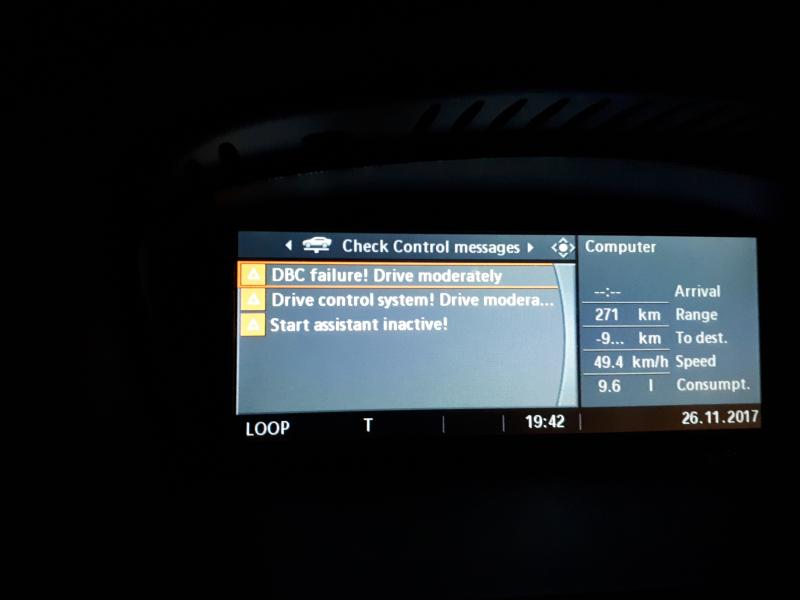 Check Control messages
DBC failure! Drive moderately
Drive control system! Drive modera...
Start assistant inactive!
Computer
--:-- Arrival
271 km Range
-9... km To dest.
49.4 km/h Speed
9.6 l Consumpt.
LOOP T 19:42 26.11.2017